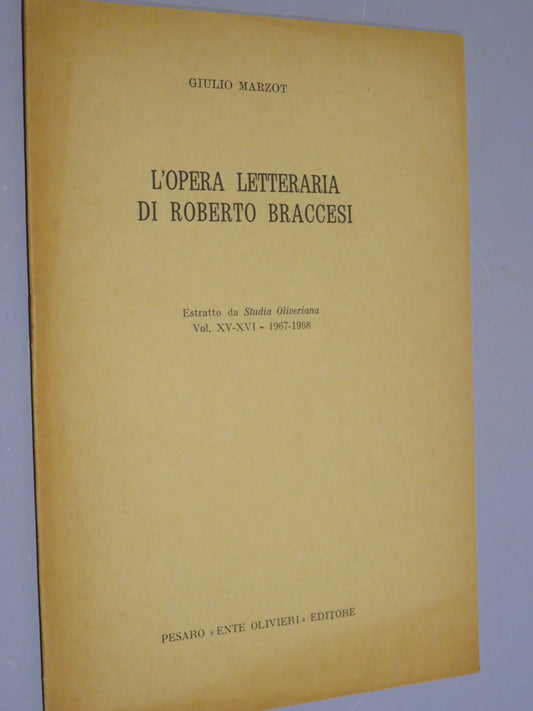 GIULIO MARZOT
L'OPERA LETTERARIA
DI ROBERTO BRACCESI
Estratto da Studia Oliveriana
Vol. XV-XVI - 1967-1968
PESARO «ENTE OLIVIERI» EDITORE